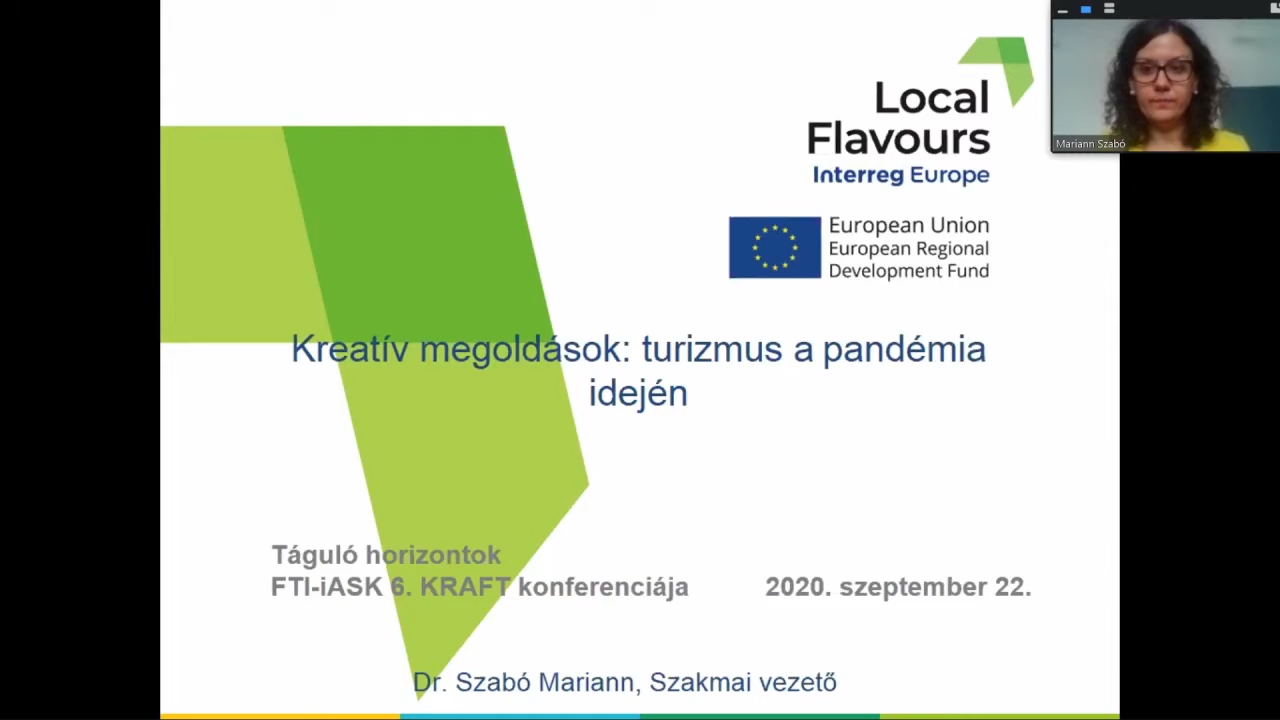 Local
Flavours
Interreg Europe
Mariann Szabó
European Union
European Regional
Development Fund
Kreatív megoldások: turizmus a pandémia
idején
Táguló horizontok
FTI-iASK 6. KRAFT konferenciája 2020. szeptember 22.
Dr. Szabó Mariann, Szakmai vezető